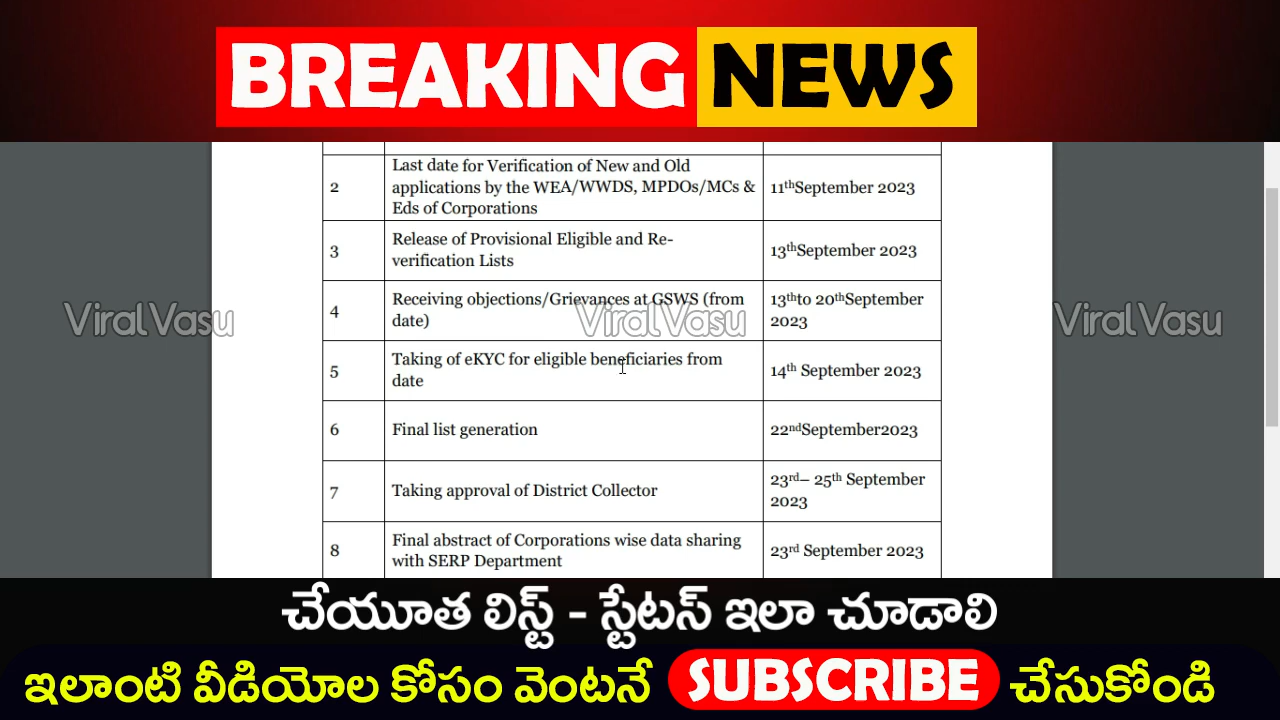 BREAKING NEWS
2
Last date for Verification of New and Old
applications by the WEA/WWDS, MPDOs/MCs &
Eds of Corporations
11thSeptember 2023
3
Release of Provisional Eligible and Re-
verification Lists
13thSeptember 2023
4
Receiving objections/Grievances at GSWS (from
date)
13thto 20thSeptember
2023
ViralVasu
ViralVasu
ViralVasu
5
Taking of eKYC for eligible beneficiaries from
date
14th September 2023
6
Final list generation
22ndSeptember2023
7
Taking approval of District Collector
23rd– 25th September
2023
8
Final abstract of Corporations wise data sharing
with SERP Department
23rd September 2023
చేయూత లిస్ట్ - స్టేటస్ ఇలా చూడాలి
ఇలాంటి వీడియోల కోసం వెంటనే SUBSCRIBE చేసుకోండి